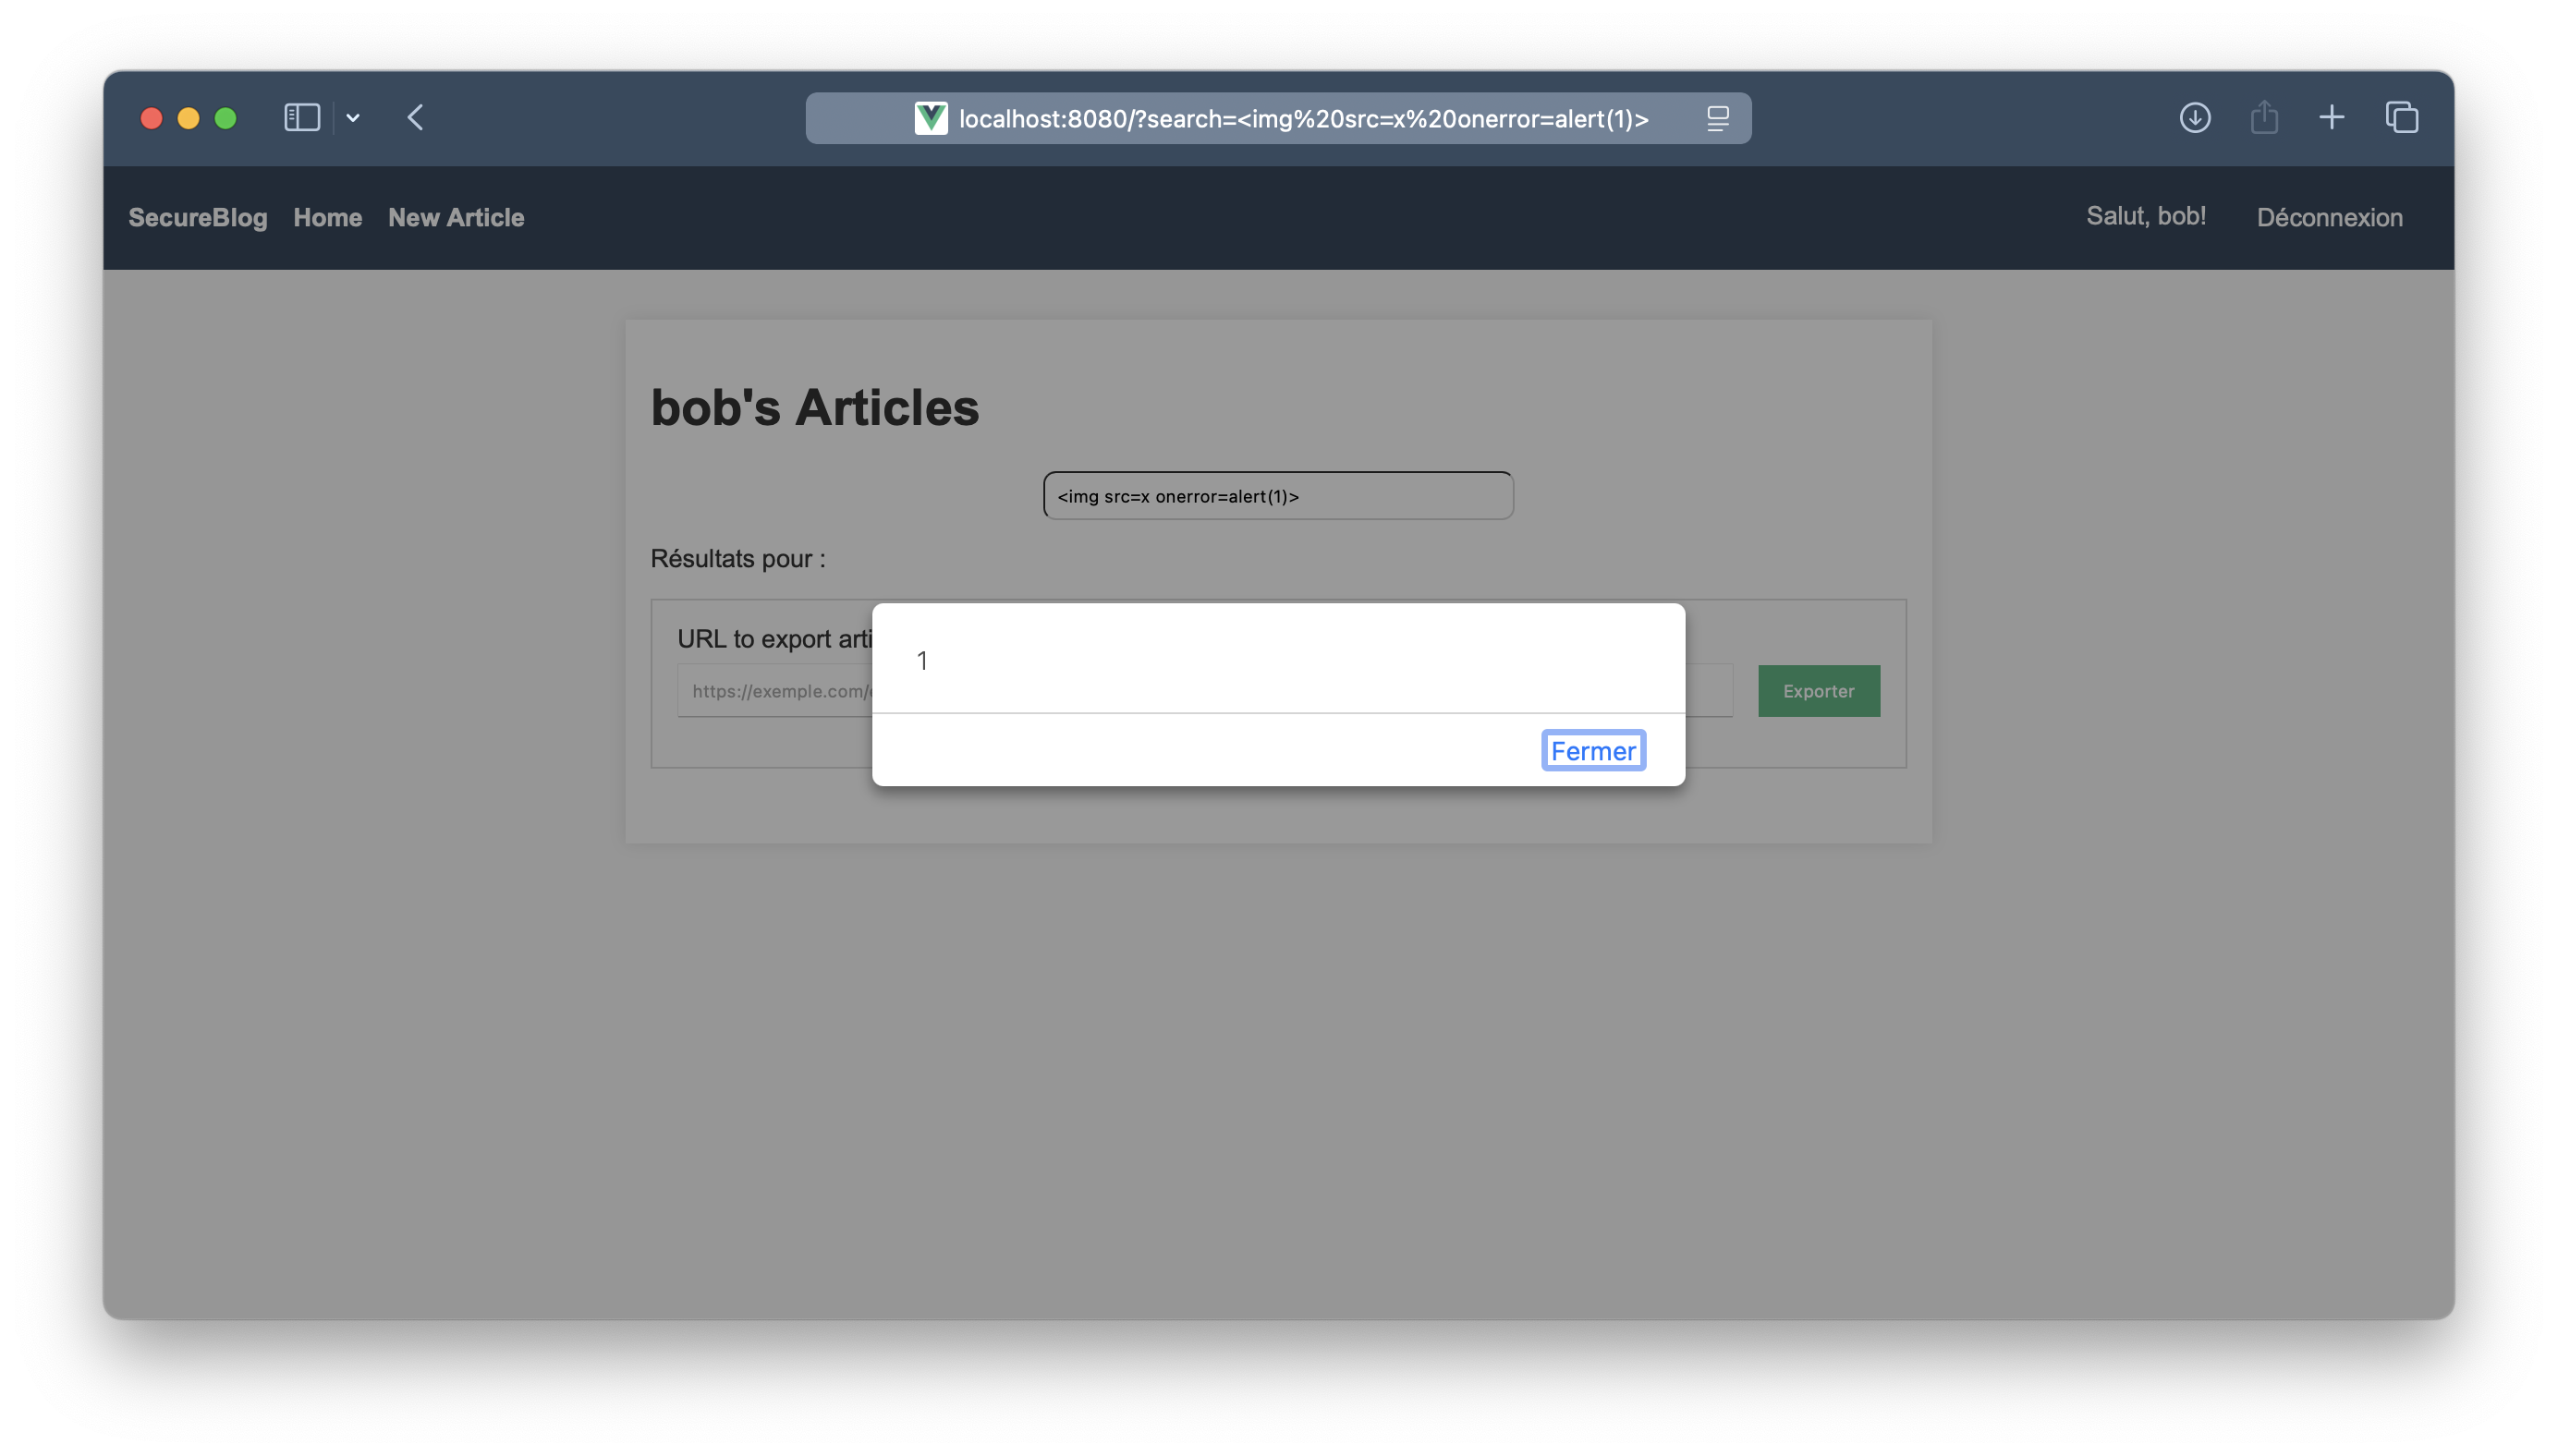 localhost:8080/?search=<img%20src=x%20onerror=alert(1)>
SecureBlog Home New Article Salut, bob! Déconnexion
bob's Articles
<img src=x onerror=alert(1)>
Résultats pour :
URL to export arti
https://exemple.com/
Exporter
1
Fermer